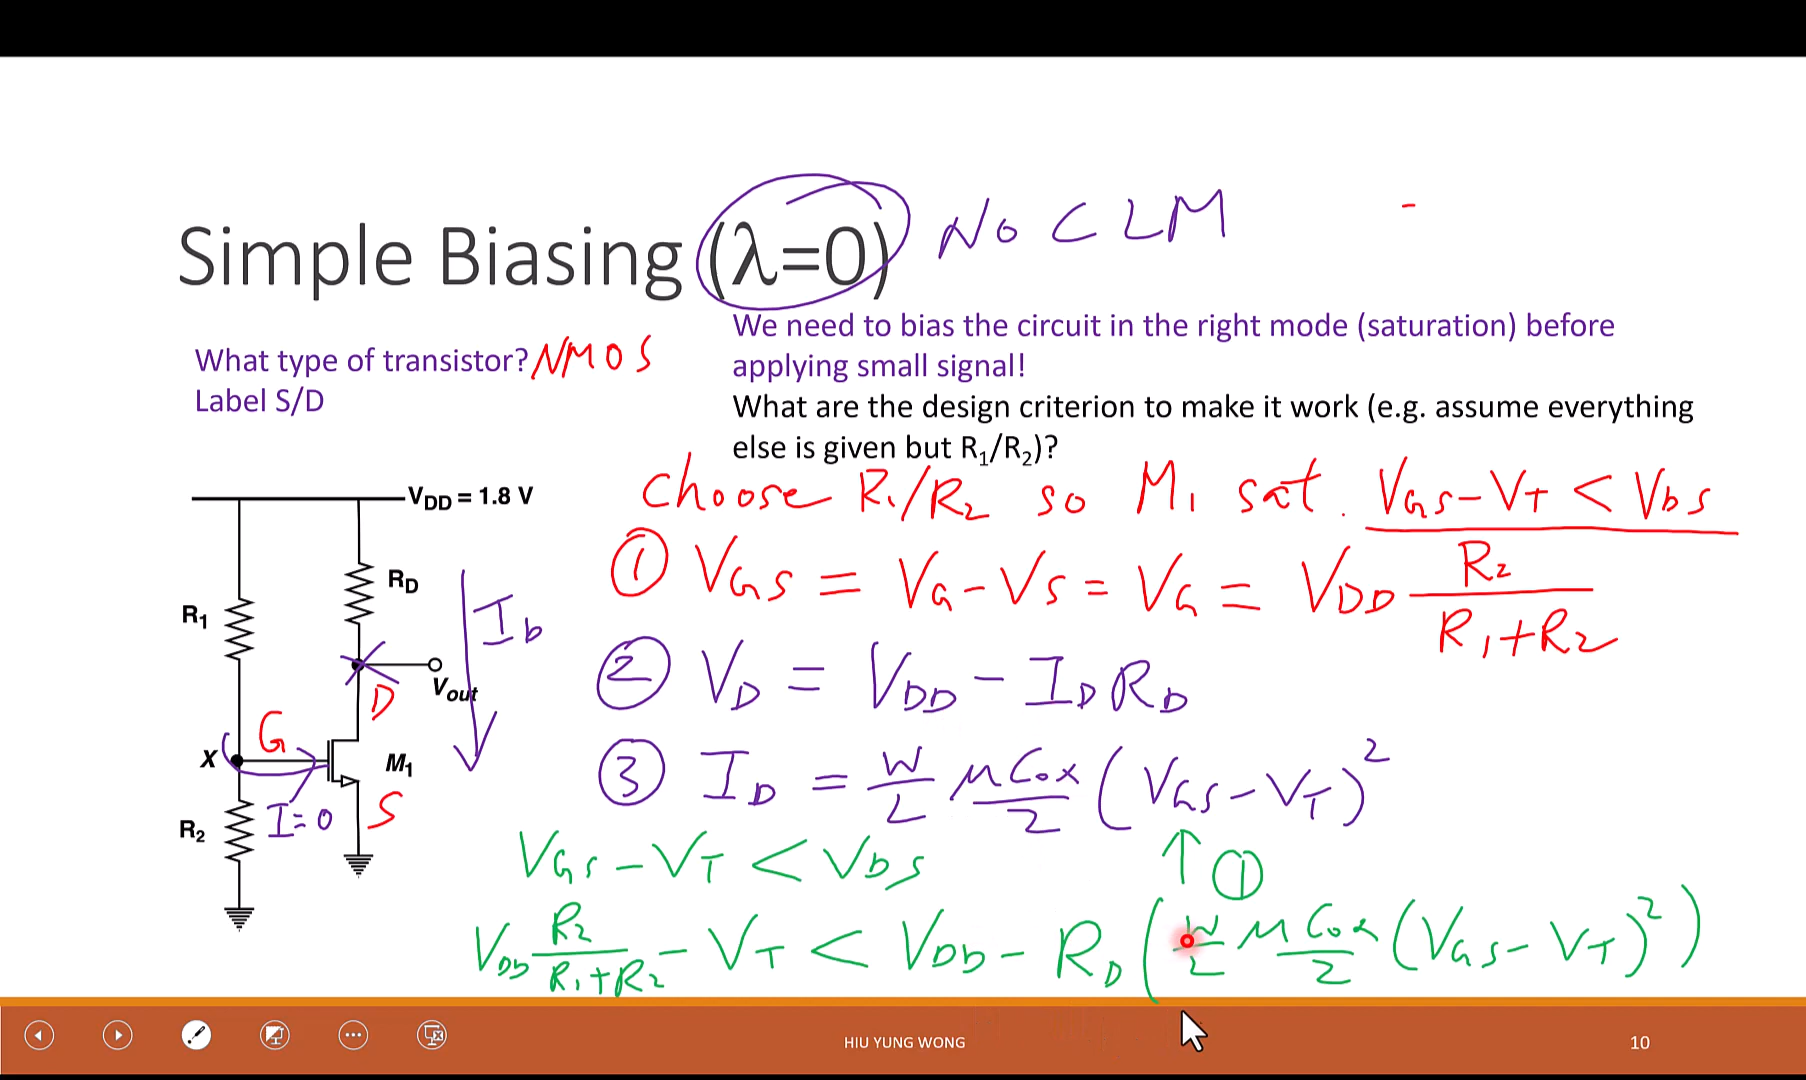 Simple Biasing (λ=0) No CLM
What type of transistor? NMOS
Label S/D
We need to bias the circuit in the right mode (saturation) before
applying small signal!
What are the design criterion to make it work (e.g. assume everything
else is given but R₁/R₂)?
choose R₁/R₂ so M₁ sat. VGS-VT < VDS
① VGS = VG-VS = VG = VDD R2/(R1+R2)
② VD = VDD - IDRD
③ ID = W/L μCox/2 (VGS-VT)²
↑ ①
VGS-VT < VDS
VDD R2/(R1+R2) - VT < VDD - RD (W/L μCox/2 (VGS-VT)²)
VDD = 1.8 V
RD
R1
ID
Vout
D
G
X
M1
R2
I=0
S
HIU YUNG WONG
10